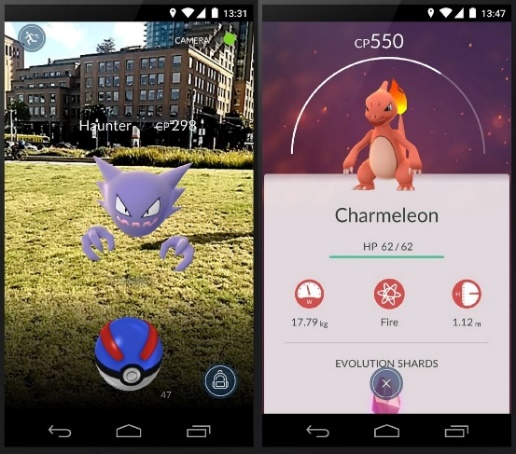 13:31
CAMERA
Haunter / CP298
47
13:47
CP550
Charmeleon
HP 62/62
W
H
17.79 kg
Fire
1.12 m
EVOLUTION SHARDS